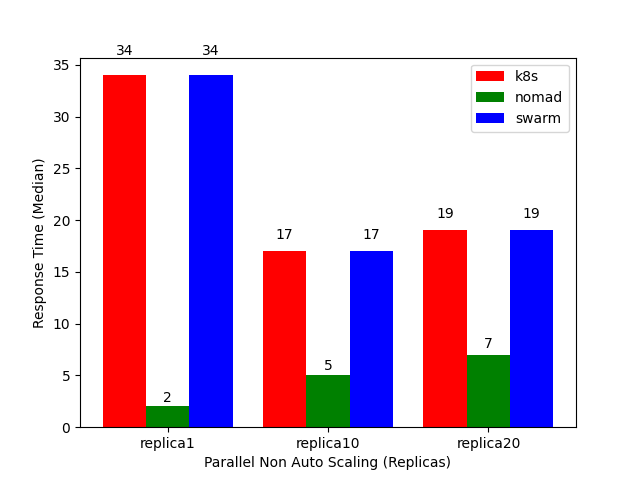 34 34
35
k8s
nomad
swarm
30
25
20
19 19
17 17
15
10
7
5
5
2
0
replica1 replica10 replica20
Response Time (Median)
Parallel Non Auto Scaling (Replicas)